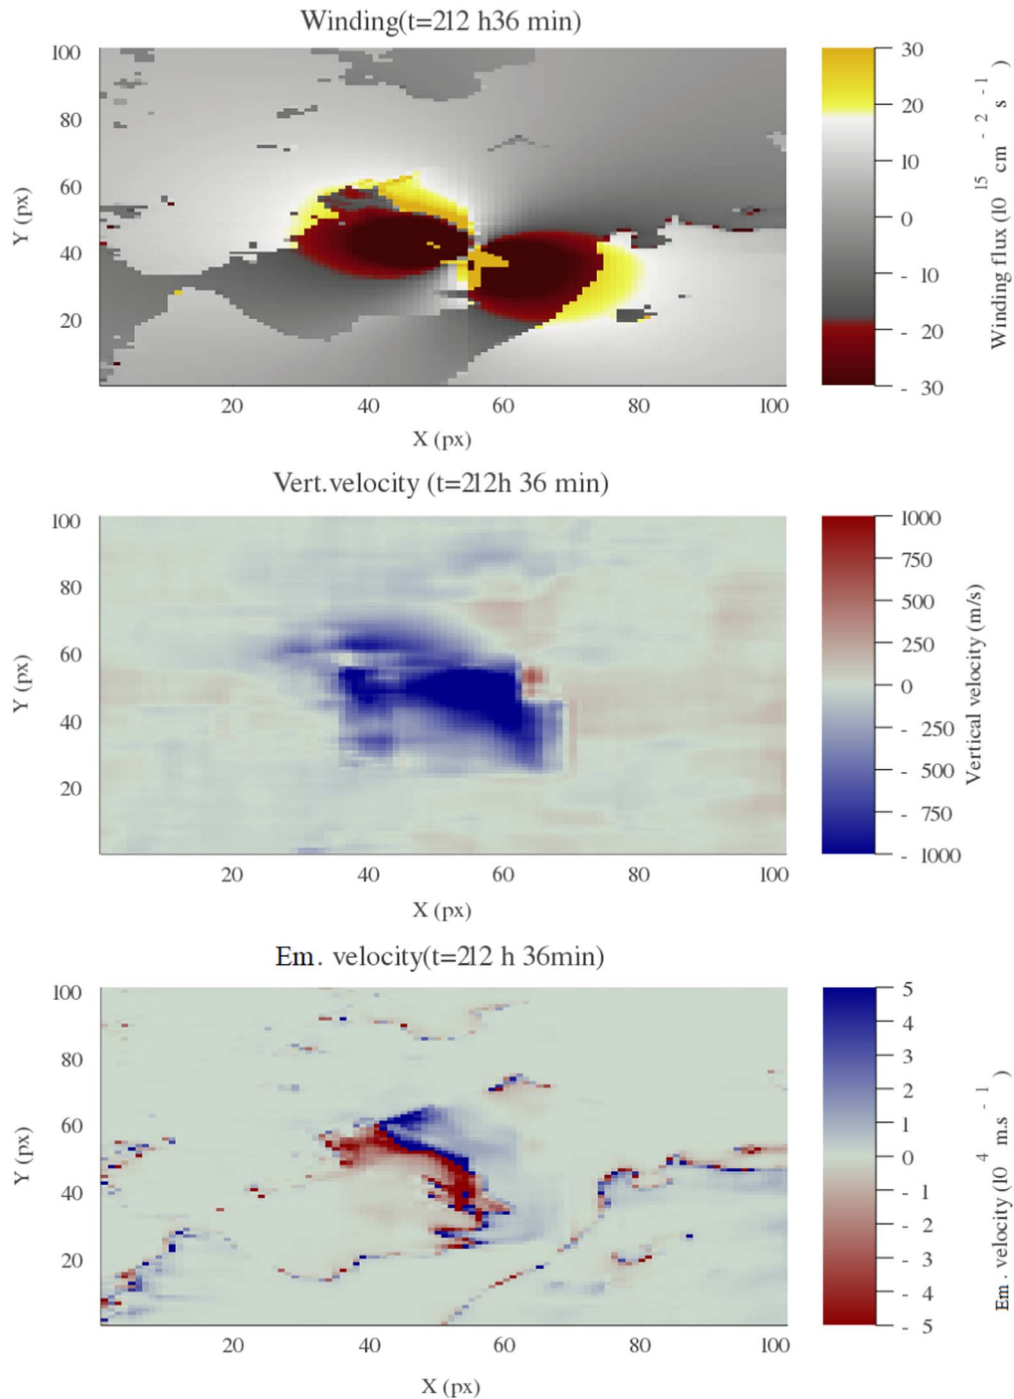 Winding(t=212 h36 min)
100
80
60
40
20
Y (px)
20 40 60 80 100
X (px)
30
20
10
0
- 10
- 20
- 30
Winding flux (10 15 cm - 2 s - 1 )
Vert.velocity (t=212h 36 min)
100
80
60
40
20
Y (px)
20 40 60 80 100
X (px)
1000
750
500
250
0
- 250
- 500
- 750
- 1000
Vertical velocity (m/s)
Em. velocity(t=212 h 36min)
100
80
60
40
20
Y (px)
20 40 60 80 100
X (px)
5
4
3
2
1
0
- 1
- 2
- 3
- 4
- 5
Em. velocity (10 4 m.s - 1 )